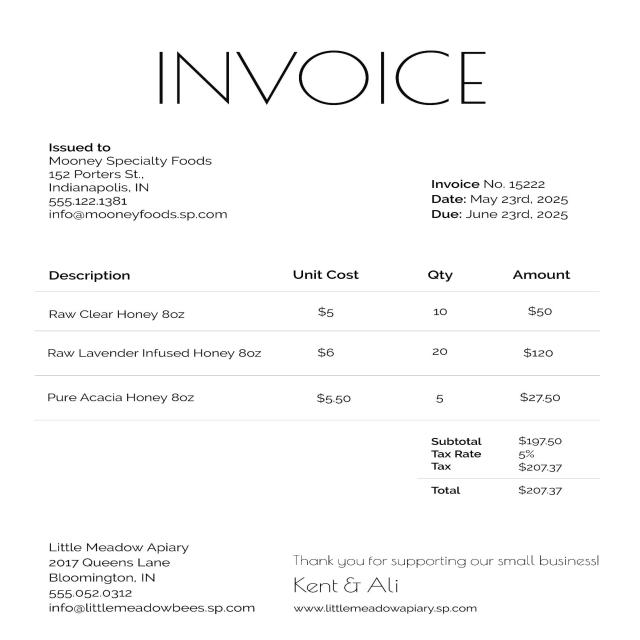 INVOICE
Issued to
Mooney Specialty Foods
152 Porters St.,
Indianapolis, IN
555.122.1381
info@mooneyfoods.sp.com
Invoice No. 15222
Date: May 23rd, 2025
Due: June 23rd, 2025
Description Unit Cost Qty Amount
Raw Clear Honey 8oz $5 10 $50
Raw Lavender Infused Honey 8oz $6 20 $120
Pure Acacia Honey 8oz $5.50 5 $27.50
Subtotal $197.50
Tax Rate 5%
Tax $207.37
Total $207.37
Little Meadow Apiary
2017 Queens Lane
Bloomington, IN
555.052.0312
info@littlemeadowbees.sp.com
Thank you for supporting our small business!
Kent & Ali
www.littlemeadowapiary.sp.com